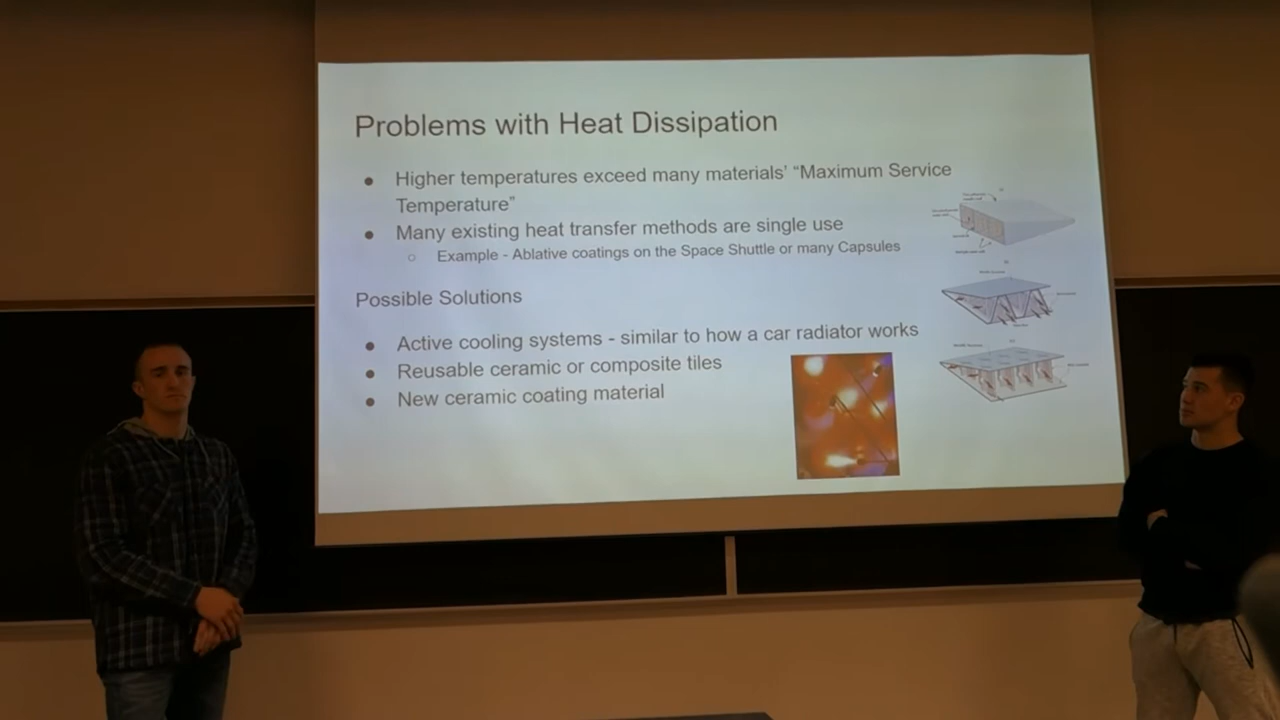 Problems with Heat Dissipation
● Higher temperatures exceed many materials' “Maximum Service
Temperature”
● Many existing heat transfer methods are single use
○ Example - Ablative coatings on the Space Shuttle or many Capsules
Possible Solutions
● Active cooling systems - similar to how a car radiator works
● Reusable ceramic or composite tiles
● New ceramic coating material